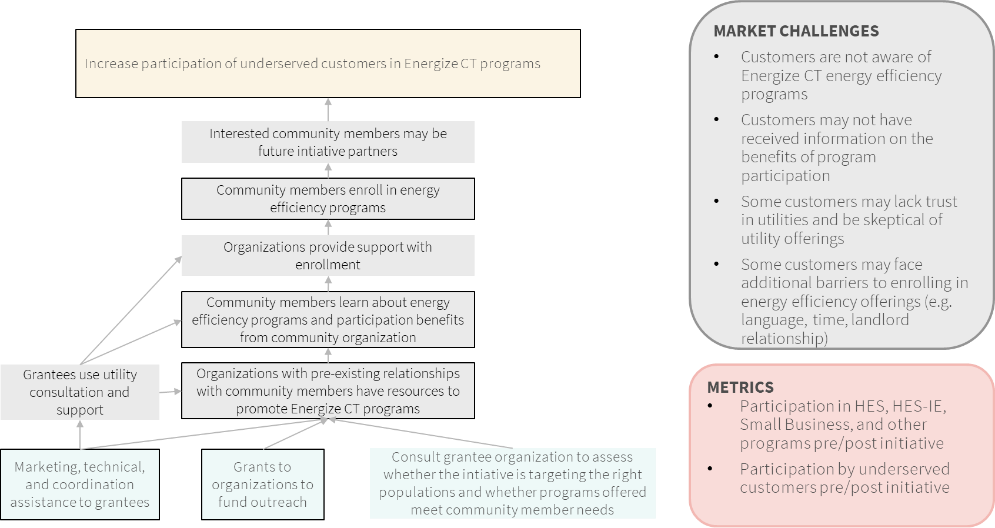 Increase participation of underserved customers in Energize CT programs
Interested community members may be
future intiative partners
Community members enroll in energy
efficiency programs
Organizations provide support with
enrollment
Community members learn about energy
efficiency programs and participation benefits
from community organization
Grantees use utility
consultation and
support
Organizations with pre-existing relationships
with community members have resources to
promote Energize CT programs
Marketing, technical,
and coordination
assistance to grantees
Grants to
organizations to
fund outreach
Consult grantee organization to assess
whether the intiative is targeting the right
populations and whether programs offered
meet community member needs
MARKET CHALLENGES
• Customers are not aware of
Energize CT energy efficiency
programs
• Customers may not have
received information on the
benefits of program
participation
• Some customers may lack trust
in utilities and be skeptical of
utility offerings
• Some customers may face
additional barriers to enrolling in
energy efficiency offerings (e.g.
language, time, landlord
relationship)
METRICS
• Participation in HES, HES-IE,
Small Business, and other
programs pre/post initiative
• Participation by underserved
customers pre/post initiative